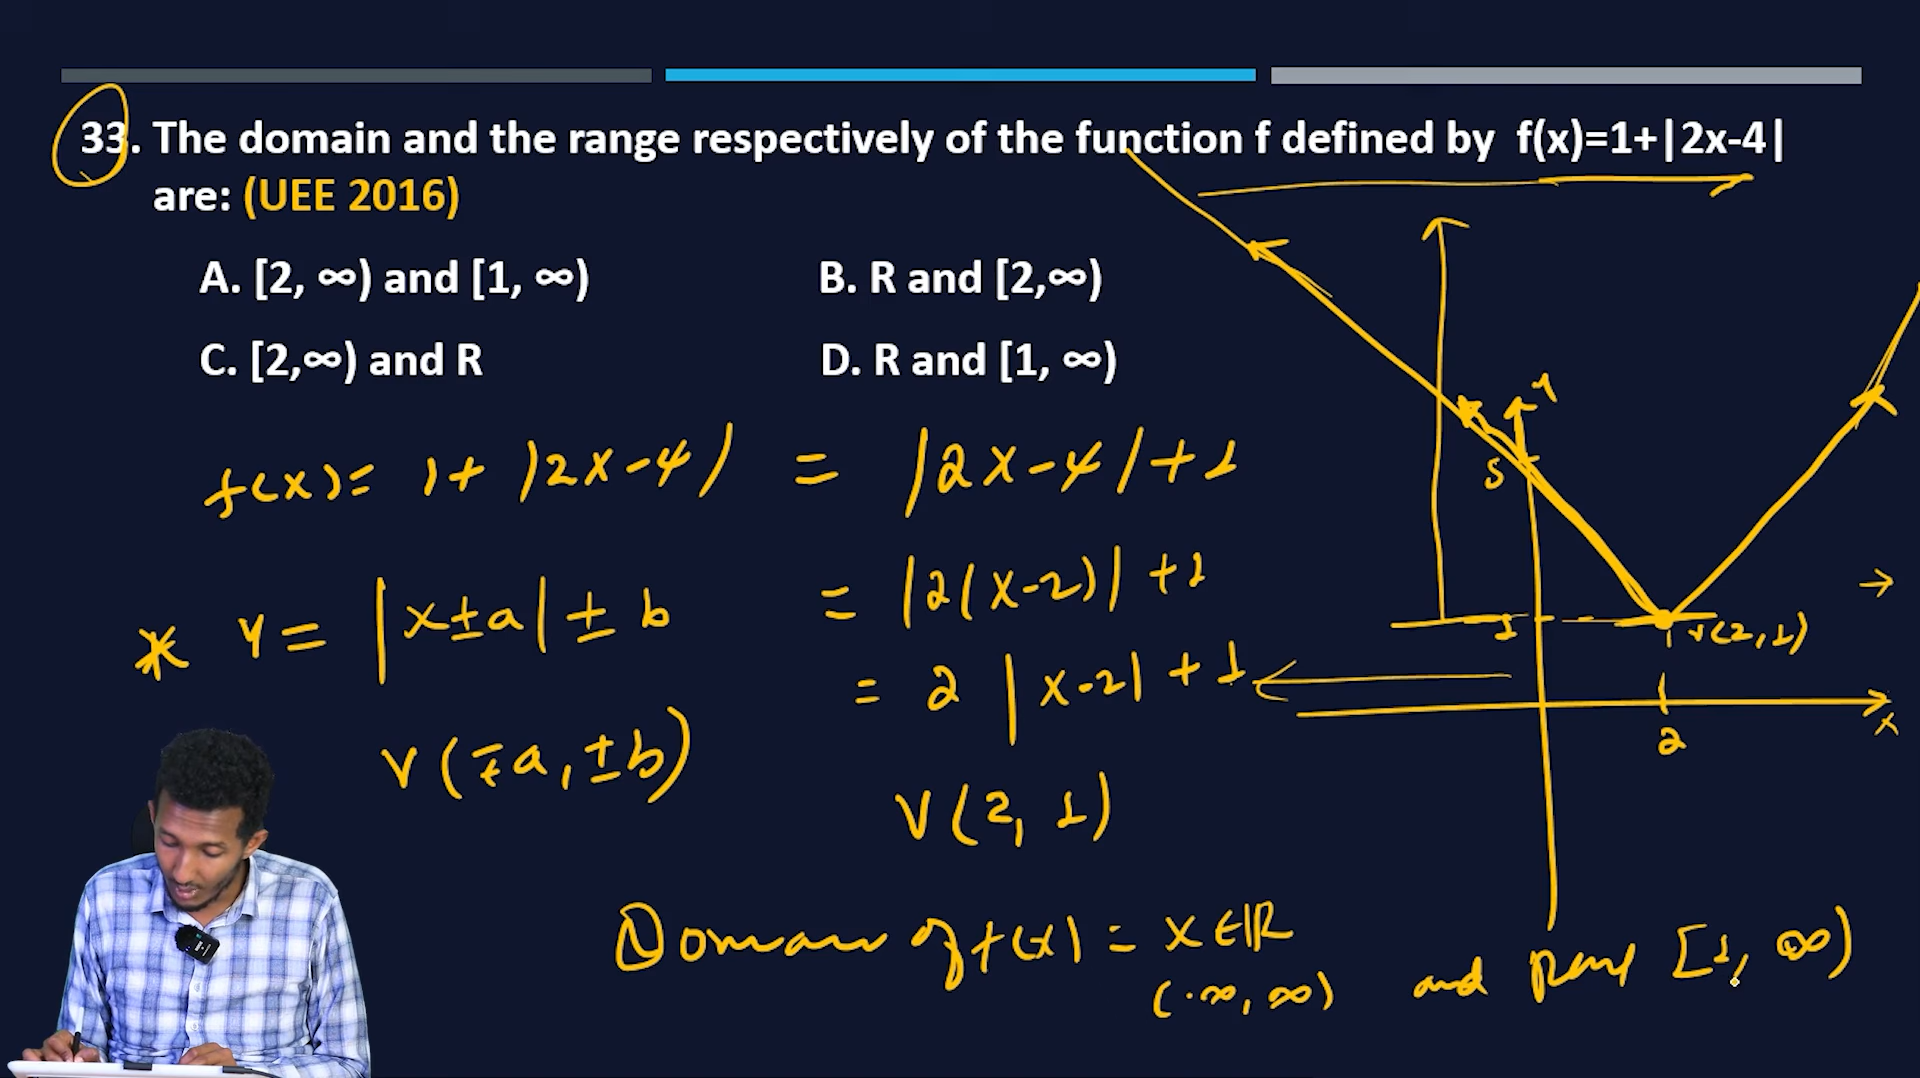 33. The domain and the range respectively of the function f defined by f(x)=1+|2x-4|
are: (UEE 2016)
A. [2, ∞) and [1, ∞)
B. R and [2,∞)
C. [2,∞) and R
D. R and [1, ∞)
f(x)= 1+ |2x-4| = |2x-4|+1
= |2(x-2)| +1
* y = |x±a| ± b
= 2 |x-2| + 1
V(∓a, ±b)
V(2, 1)
Domain of f(x) = x∈ℝ
(-∞, ∞)
and [1, ∞)
y
5
1
V(2,1)
2
x